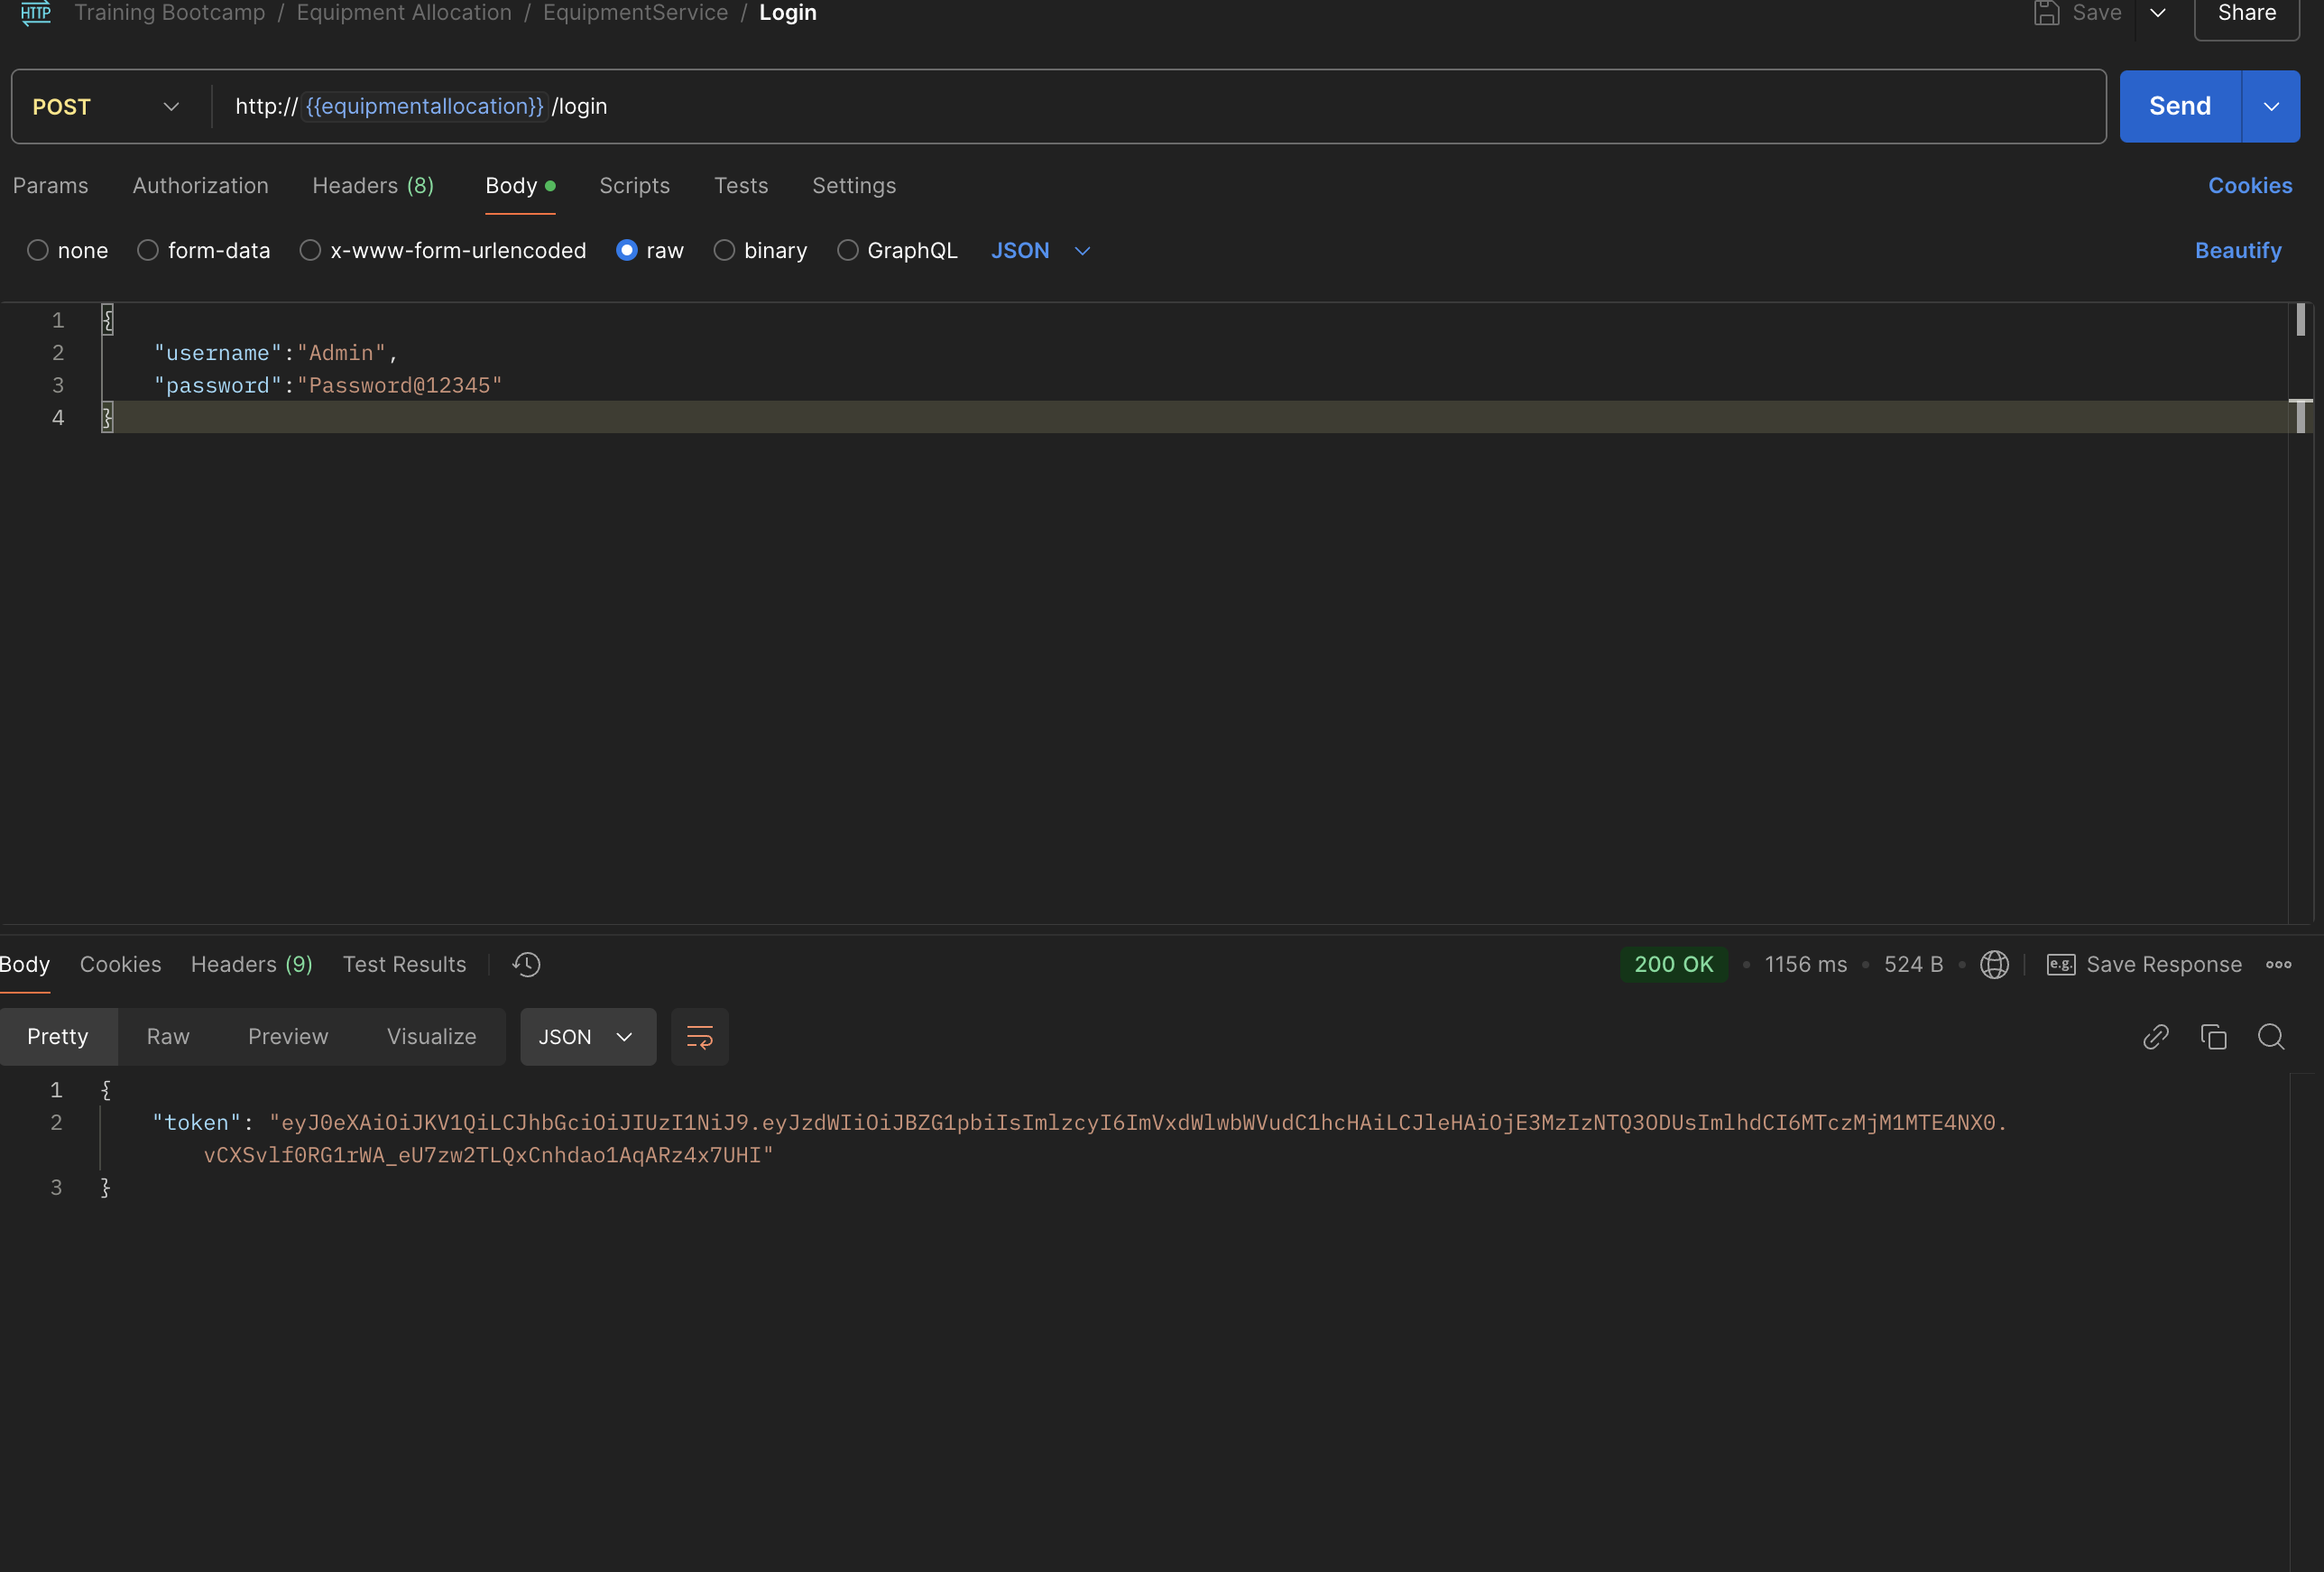 HTTP Training Bootcamp / Equipment Allocation / EquipmentService / Login Save Share
POST http://{{equipmentallocation}}/login Send
Params Authorization Headers (8) Body Scripts Tests Settings Cookies
none form-data x-www-form-urlencoded raw binary GraphQL JSON Beautify
1 {
2 "username":"Admin",
3 "password":"Password@12345"
4 }
Body Cookies Headers (9) Test Results 200 OK • 1156 ms • 524 B • e.g. Save Response
Pretty Raw Preview Visualize JSON
1 {
2 "token": "eyJ0eXAiOiJKV1QiLCJhbGciOiJIUzI1NiJ9.eyJzdWIiOiJBZG1pbiIsImlzcyI6ImVxdWlwbWVudC1hcHAiLCJleHAiOjE3MzIzNTQ3ODUsImlhdCI6MTczMjM1MTE4NX0.
vCXSvlf0RG1rWA_eU7zw2TLQxCnhdao1AqARz4x7UHI"
3 }